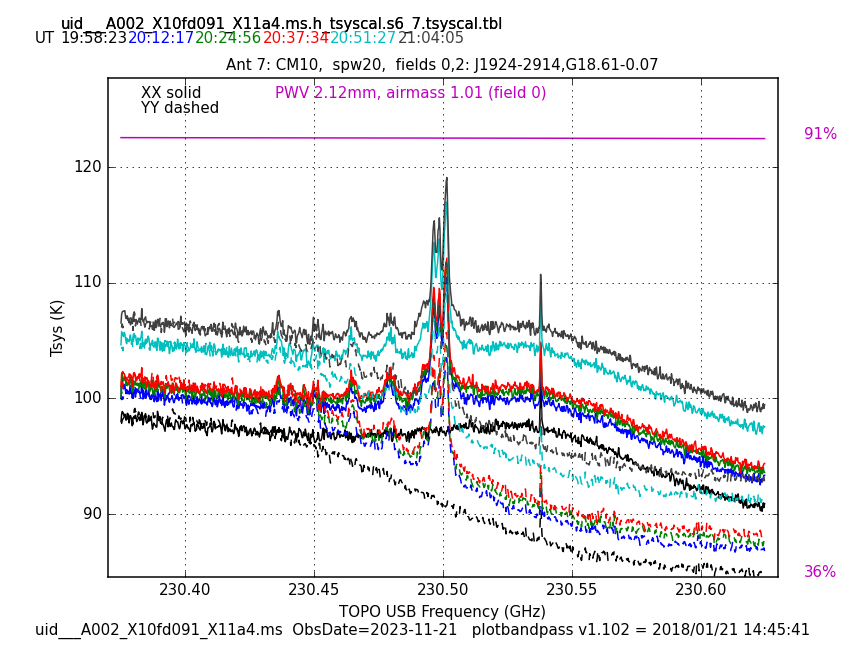 uid___A002_X10fd091_X11a4.ms.h_tsyscal.s6_7.tsyscal.tbl
UT 19:58:23 20:12:17 20:24:56 20:37:34 20:51:27 21:04:05
Ant 7: CM10,  spw20,  fields 0,2: J1924-2914,G18.61-0.07
XX solid
PWV 2.12mm, airmass 1.01 (field 0)
YY dashed
91%
120
110
100
90
Tsys (K)
36%
230.40 230.45 230.50 230.55 230.60
TOPO USB Frequency (GHz)
uid___A002_X10fd091_X11a4.ms  ObsDate=2023-11-21   plotbandpass v1.102 = 2018/01/21 14:45:41